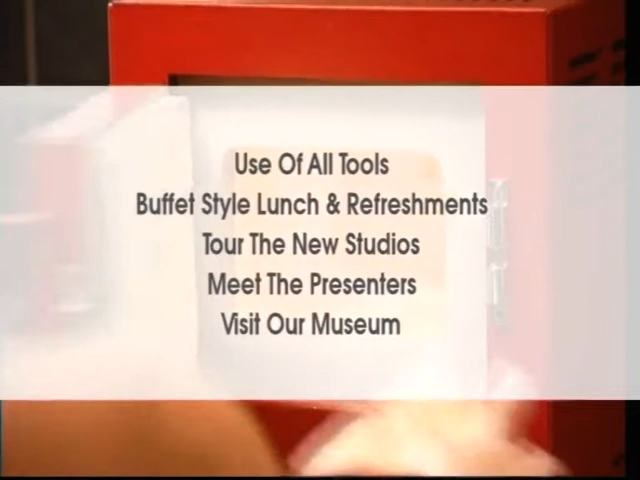 Use Of All Tools
Buffet Style Lunch & Refreshments
Tour The New Studios
Meet The Presenters
Visit Our Museum